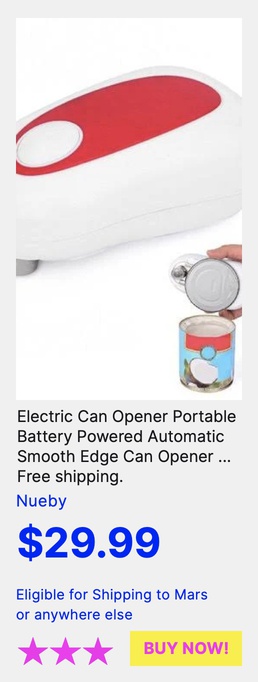 Electric Can Opener Portable
Battery Powered Automatic
Smooth Edge Can Opener ...
Free shipping.
Nueby
$29.99
Eligible for Shipping to Mars
or anywhere else
BUY NOW!